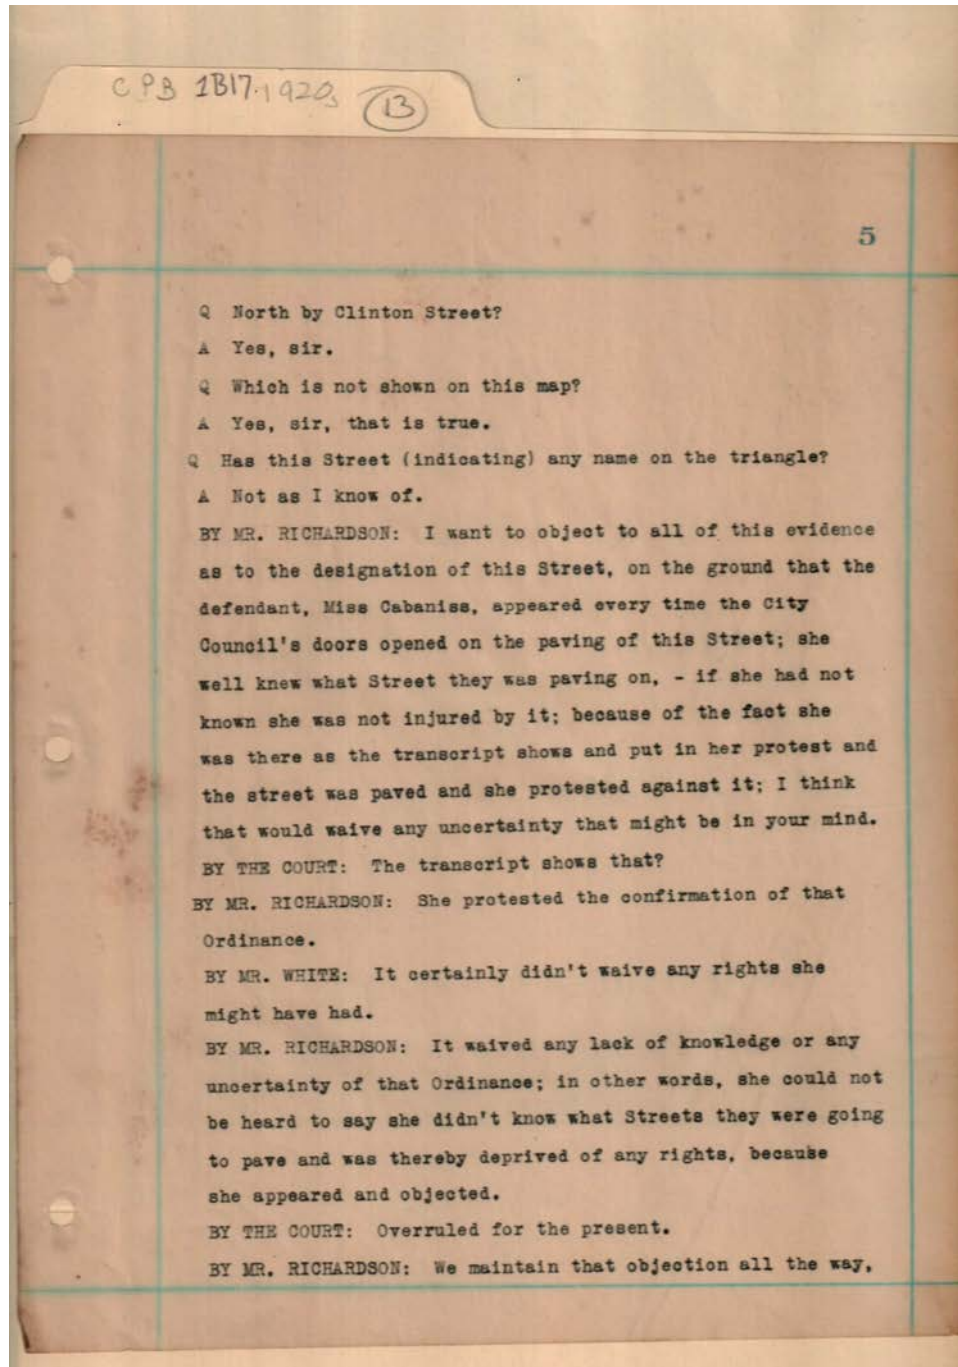 C P B 1B17.1920s 13
5
Q North by Clinton Street?
A Yes, sir.
Q Which is not shown on this map?
A Yes, sir, that is true.
Q Has this Street (indicating) any name on the triangle?
A Not as I know of.
BY MR. RICHARDSON: I want to object to all of this evidence
as to the designation of this Street, on the ground that the
defendant, Miss Cabaniss, appeared every time the City
Council's doors opened on the paving of this Street; she
well knew what Street they was paving on, - if she had not
known she was not injured by it; because of the fact she
was there as the transcript shows and put in her protest and
the street was paved and she protested against it; I think
that would waive any uncertainty that might be in your mind.
BY THE COURT: The transcript shows that?
BY MR. RICHARDSON: She protested the confirmation of that
Ordinance.
BY MR. WHITE: It certainly didn't waive any rights she
might have had.
BY MR. RICHARDSON: It waived any lack of knowledge or any
uncertainty of that Ordinance; in other words, she could not
be heard to say she didn't know what Streets they were going
to pave and was thereby deprived of any rights, because
she appeared and objected.
BY THE COURT: Overruled for the present.
BY MR. RICHARDSON: We maintain that objection all the way,